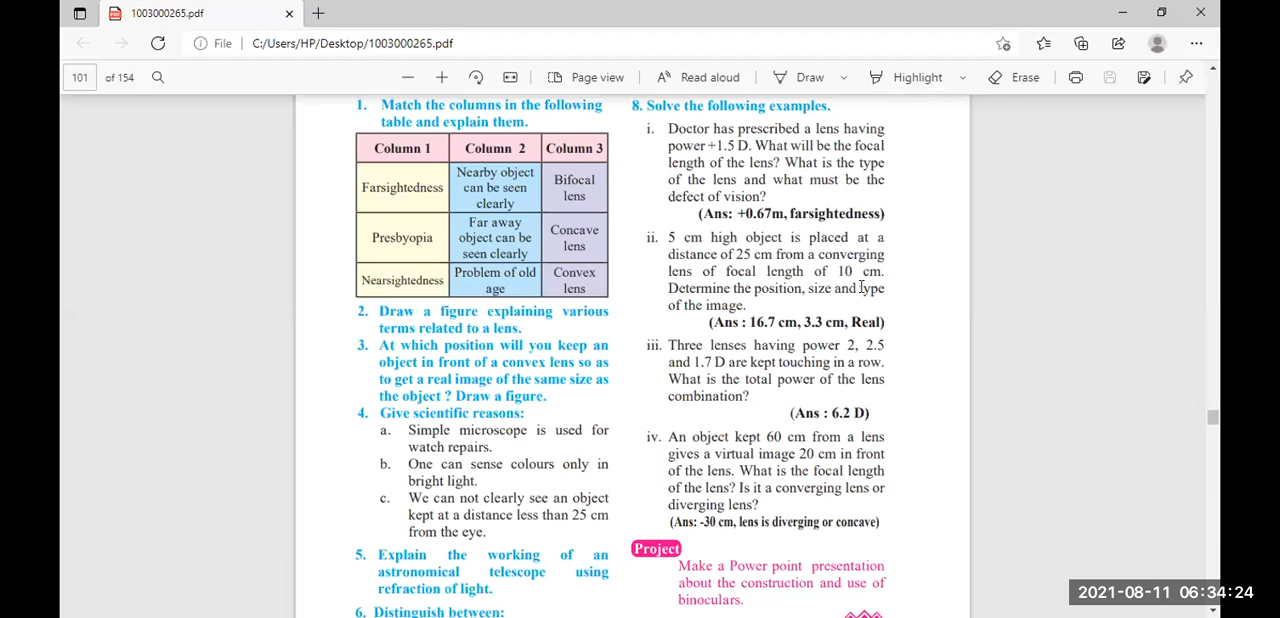 1003000265.pdf
File
C:/Users/HP/Desktop/1003000265.pdf
101 of 154
Page view
Read aloud
Draw
Highlight
Erase
1. Match the columns in the following
table and explain them.
Column 1 Column 2 Column 3
Farsightedness
Nearby object
can be seen
clearly
Bifocal
lens
Presbyopia
Far away
object can be
seen clearly
Concave
lens
Nearsightedness
Problem of old
age
Convex
lens
2. Draw a figure explaining various
terms related to a lens.
3. At which position will you keep an
object in front of a convex lens so as
to get a real image of the same size as
the object ? Draw a figure.
4. Give scientific reasons:
a. Simple microscope is used for
watch repairs.
b. One can sense colours only in
bright light.
c. We can not clearly see an object
kept at a distance less than 25 cm
from the eye.
5. Explain the working of an
astronomical telescope using
refraction of light.
6. Distinguish between:
8. Solve the following examples.
i. Doctor has prescribed a lens having
power +1.5 D. What will be the focal
length of the lens? What is the type
of the lens and what must be the
defect of vision?
(Ans: +0.67m, farsightedness)
ii. 5 cm high object is placed at a
distance of 25 cm from a converging
lens of focal length of 10 cm.
Determine the position, size and type
of the image.
(Ans : 16.7 cm, 3.3 cm, Real)
iii. Three lenses having power 2, 2.5
and 1.7 D are kept touching in a row.
What is the total power of the lens
combination?
(Ans : 6.2 D)
iv. An object kept 60 cm from a lens
gives a virtual image 20 cm in front
of the lens. What is the focal length
of the lens? Is it a converging lens or
diverging lens?
(Ans: -30 cm, lens is diverging or concave)
Project
Make a Power point presentation
about the construction and use of
binoculars.
2021-08-11 06:34:24